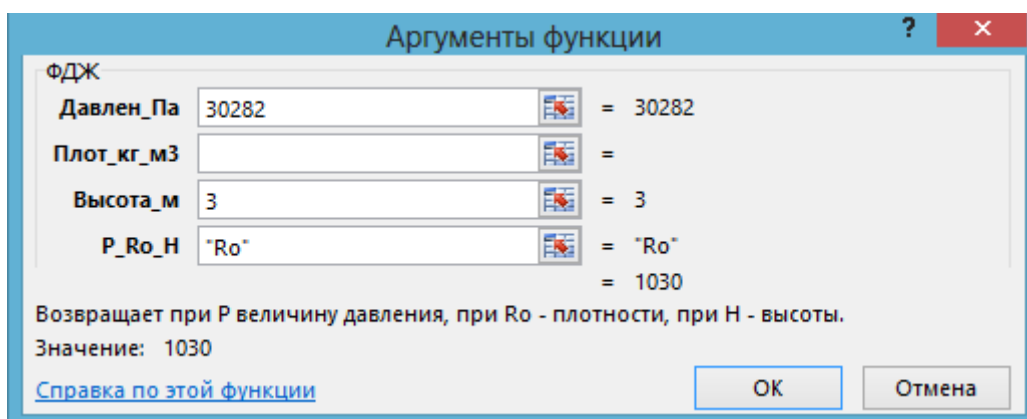 Аргументы функции ? ×
ФДЖ
Давлен_Па 30282 = 30282
Плот_кг_м3 =
Высота_м 3 = 3
P_Ro_H "Ro" = "Ro"
= 1030
Возвращает при P величину давления, при Ro - плотности, при H - высоты.
Значение: 1030
Справка по этой функции ОК Отмена